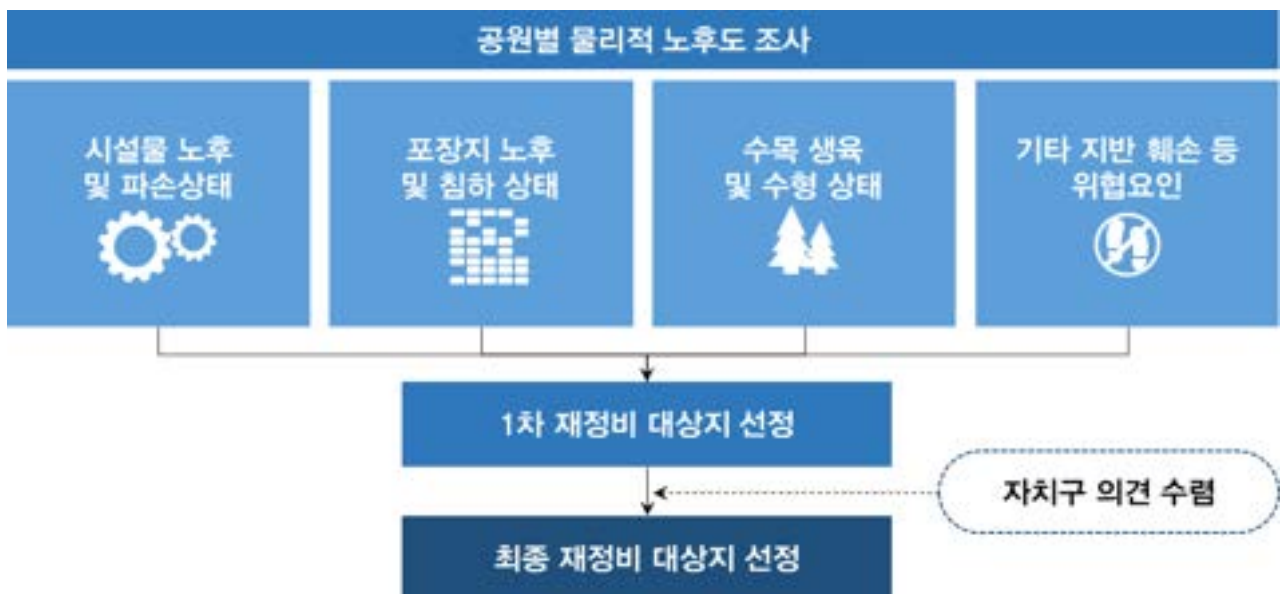 공원별 물리적 노후도 조사
시설물 노후
및 파손상태
포장지 노후
및 침하 상태
수목 생육
및 수형 상태
기타 지반 훼손 등
위협요인
1차 재정비 대상지 선정
자치구 의견 수렴
최종 재정비 대상지 선정